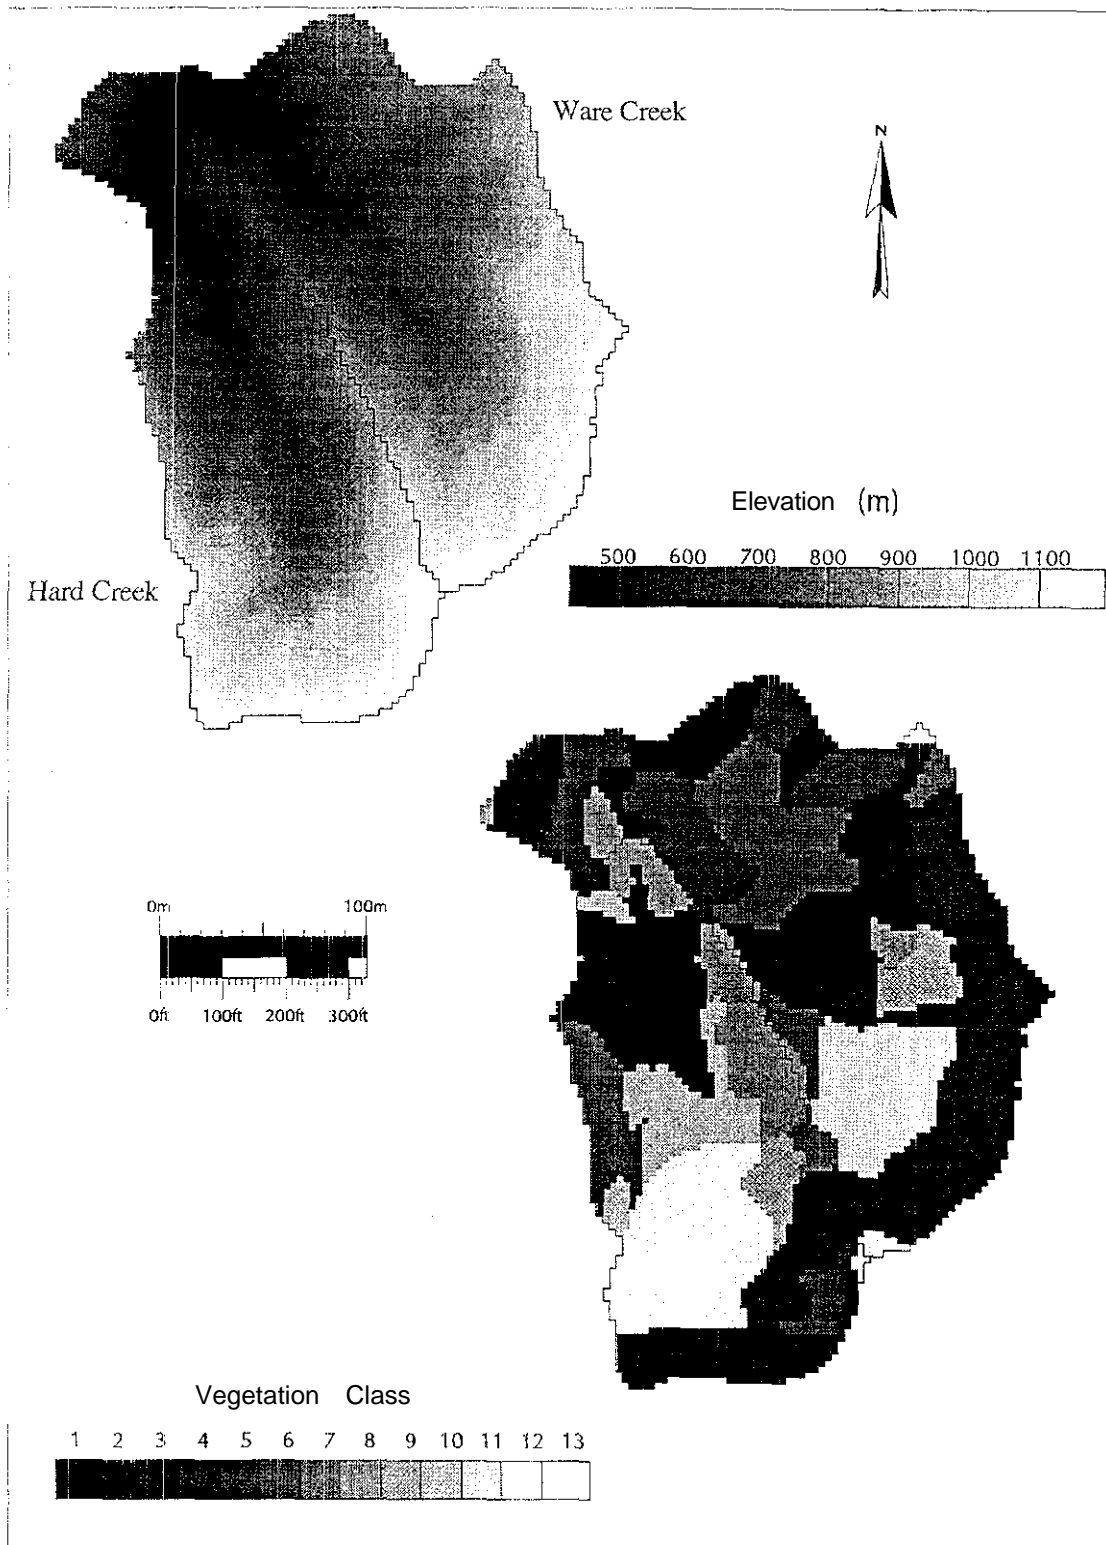 Ware Creek
N
Elevation (m)
500 600 700 800 900 1000 1100
Hard Creek
0m 100m
0ft 100ft 200ft 300ft
Vegetation Class
1 2 3 4 5 6 7 8 9 10 11 12 13